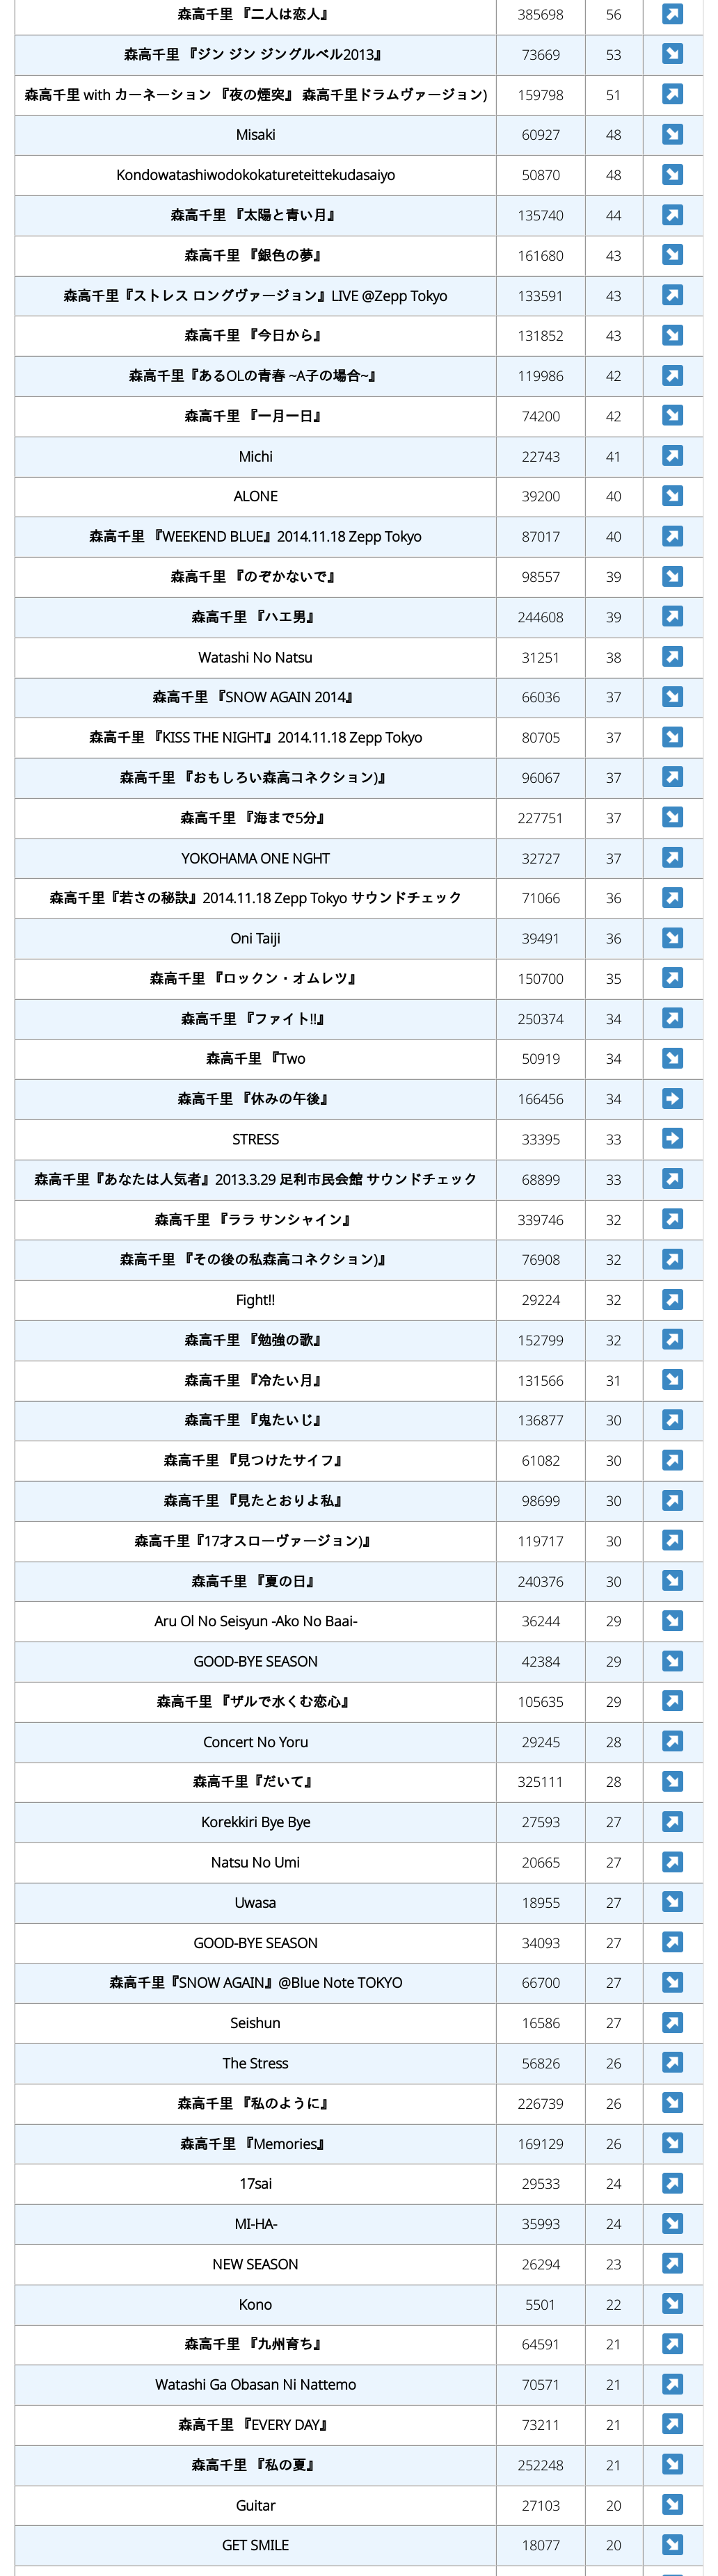 森高千里 『二人は恋人』 385698 56
森高千里 『ジン ジン ジングルベル2013』 73669 53
森高千里 with カーネーション 『夜の煙突』 森高千里ドラムヴァージョン) 159798 51
Misaki 60927 48
Kondowatashiwodokokatureteittekudasaiyo 50870 48
森高千里 『太陽と青い月』 135740 44
森高千里 『銀色の夢』 161680 43
森高千里『ストレス ロングヴァージョン』LIVE @Zepp Tokyo 133591 43
森高千里 『今日から』 131852 43
森高千里『あるOLの青春 ~A子の場合~』 119986 42
森高千里 『一月一日』 74200 42
Michi 22743 41
ALONE 39200 40
森高千里 『WEEKEND BLUE』2014.11.18 Zepp Tokyo 87017 40
森高千里 『のぞかないで』 98557 39
森高千里 『ハエ男』 244608 39
Watashi No Natsu 31251 38
森高千里 『SNOW AGAIN 2014』 66036 37
森高千里 『KISS THE NIGHT』2014.11.18 Zepp Tokyo 80705 37
森高千里 『おもしろい森高コネクション)』 96067 37
森高千里 『海まで5分』 227751 37
YOKOHAMA ONE NGHT 32727 37
森高千里『若さの秘訣』2014.11.18 Zepp Tokyo サウンドチェック 71066 36
Oni Taiji 39491 36
森高千里 『ロックン・オムレツ』 150700 35
森高千里 『ファイト!!』 250374 34
森高千里 『Two 50919 34
森高千里 『休みの午後』 166456 34
STRESS 33395 33
森高千里『あなたは人気者』2013.3.29 足利市民会館 サウンドチェック 68899 33
森高千里 『ララ サンシャイン』 339746 32
森高千里 『その後の私森高コネクション)』 76908 32
Fight!! 29224 32
森高千里 『勉強の歌』 152799 32
森高千里 『冷たい月』 131566 31
森高千里 『鬼たいじ』 136877 30
森高千里 『見つけたサイフ』 61082 30
森高千里 『見たとおりよ私』 98699 30
森高千里『17才スローヴァージョン)』 119717 30
森高千里 『夏の日』 240376 30
Aru Ol No Seisyun -Ako No Baai- 36244 29
GOOD-BYE SEASON 42384 29
森高千里 『ザルで水くむ恋心』 105635 29
Concert No Yoru 29245 28
森高千里『だいて』 325111 28
Korekkiri Bye Bye 27593 27
Natsu No Umi 20665 27
Uwasa 18955 27
GOOD-BYE SEASON 34093 27
森高千里『SNOW AGAIN』@Blue Note TOKYO 66700 27
Seishun 16586 27
The Stress 56826 26
森高千里 『私のように』 226739 26
森高千里 『Memories』 169129 26
17sai 29533 24
MI-HA- 35993 24
NEW SEASON 26294 23
Kono 5501 22
森高千里 『九州育ち』 64591 21
Watashi Ga Obasan Ni Nattemo 70571 21
森高千里 『EVERY DAY』 73211 21
森高千里 『私の夏』 252248 21
Guitar 27103 20
GET SMILE 18077 20